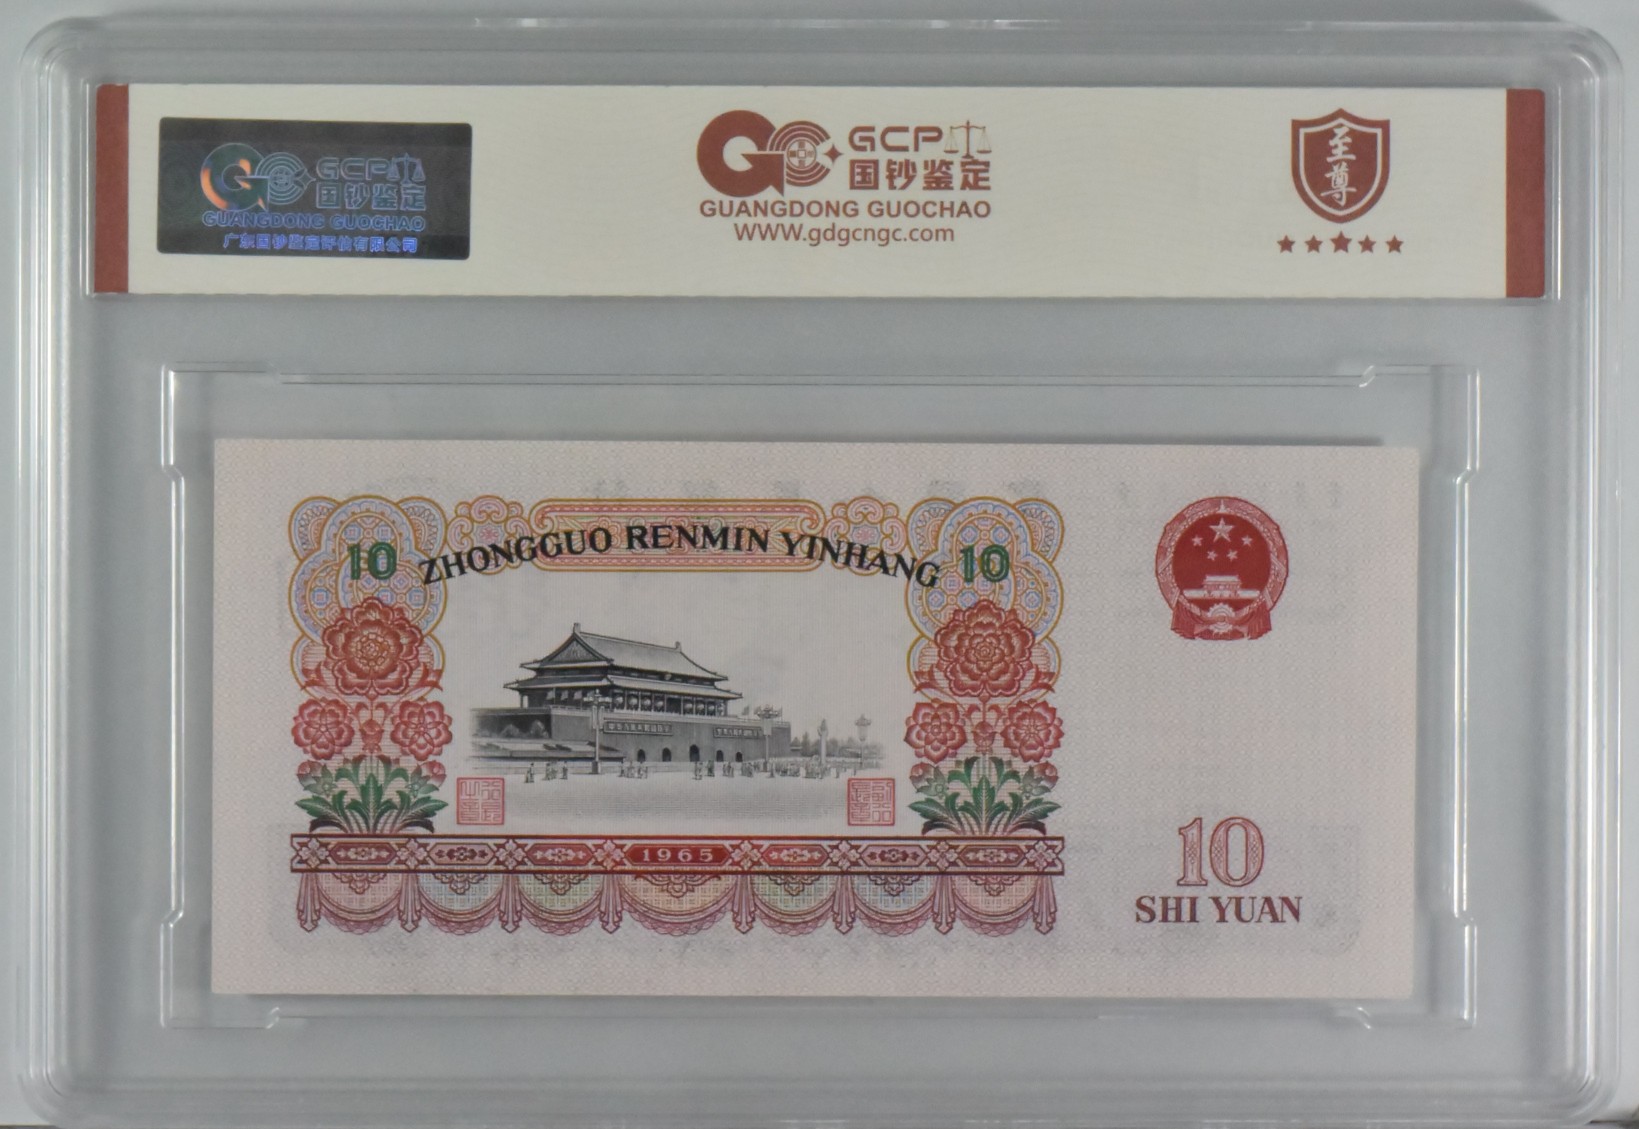 GCP
国钞鉴定
GUANGDONG GUOCHAO
广东国钞鉴定评估有限公司
GCP
国钞鉴定
GUANGDONG GUOCHAO
WWW.gdgcngc.com
至尊
10 ZHONGGUO RENMIN YINHANG 10
1965
10
SHI YUAN